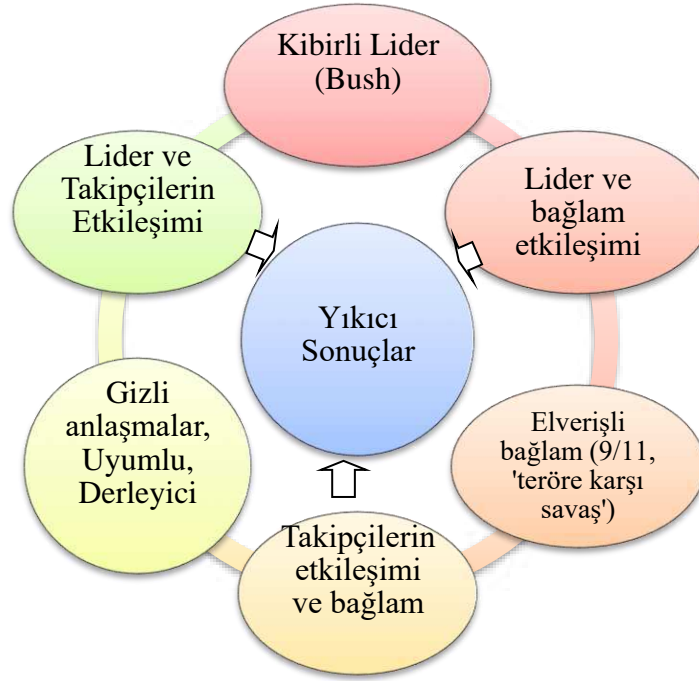 Kibirli Lider
(Bush)
Lider ve
bağlam
etkileşimi
Elverişli
bağlam (9/11,
'teröre karşı
savaş')
Takipçilerin
etkileşimi
ve bağlam
Gizli
anlaşmalar,
Uyumlu,
Derleyici
Lider ve
Takipçilerin
Etkileşimi
Yıkıcı
Sonuçlar